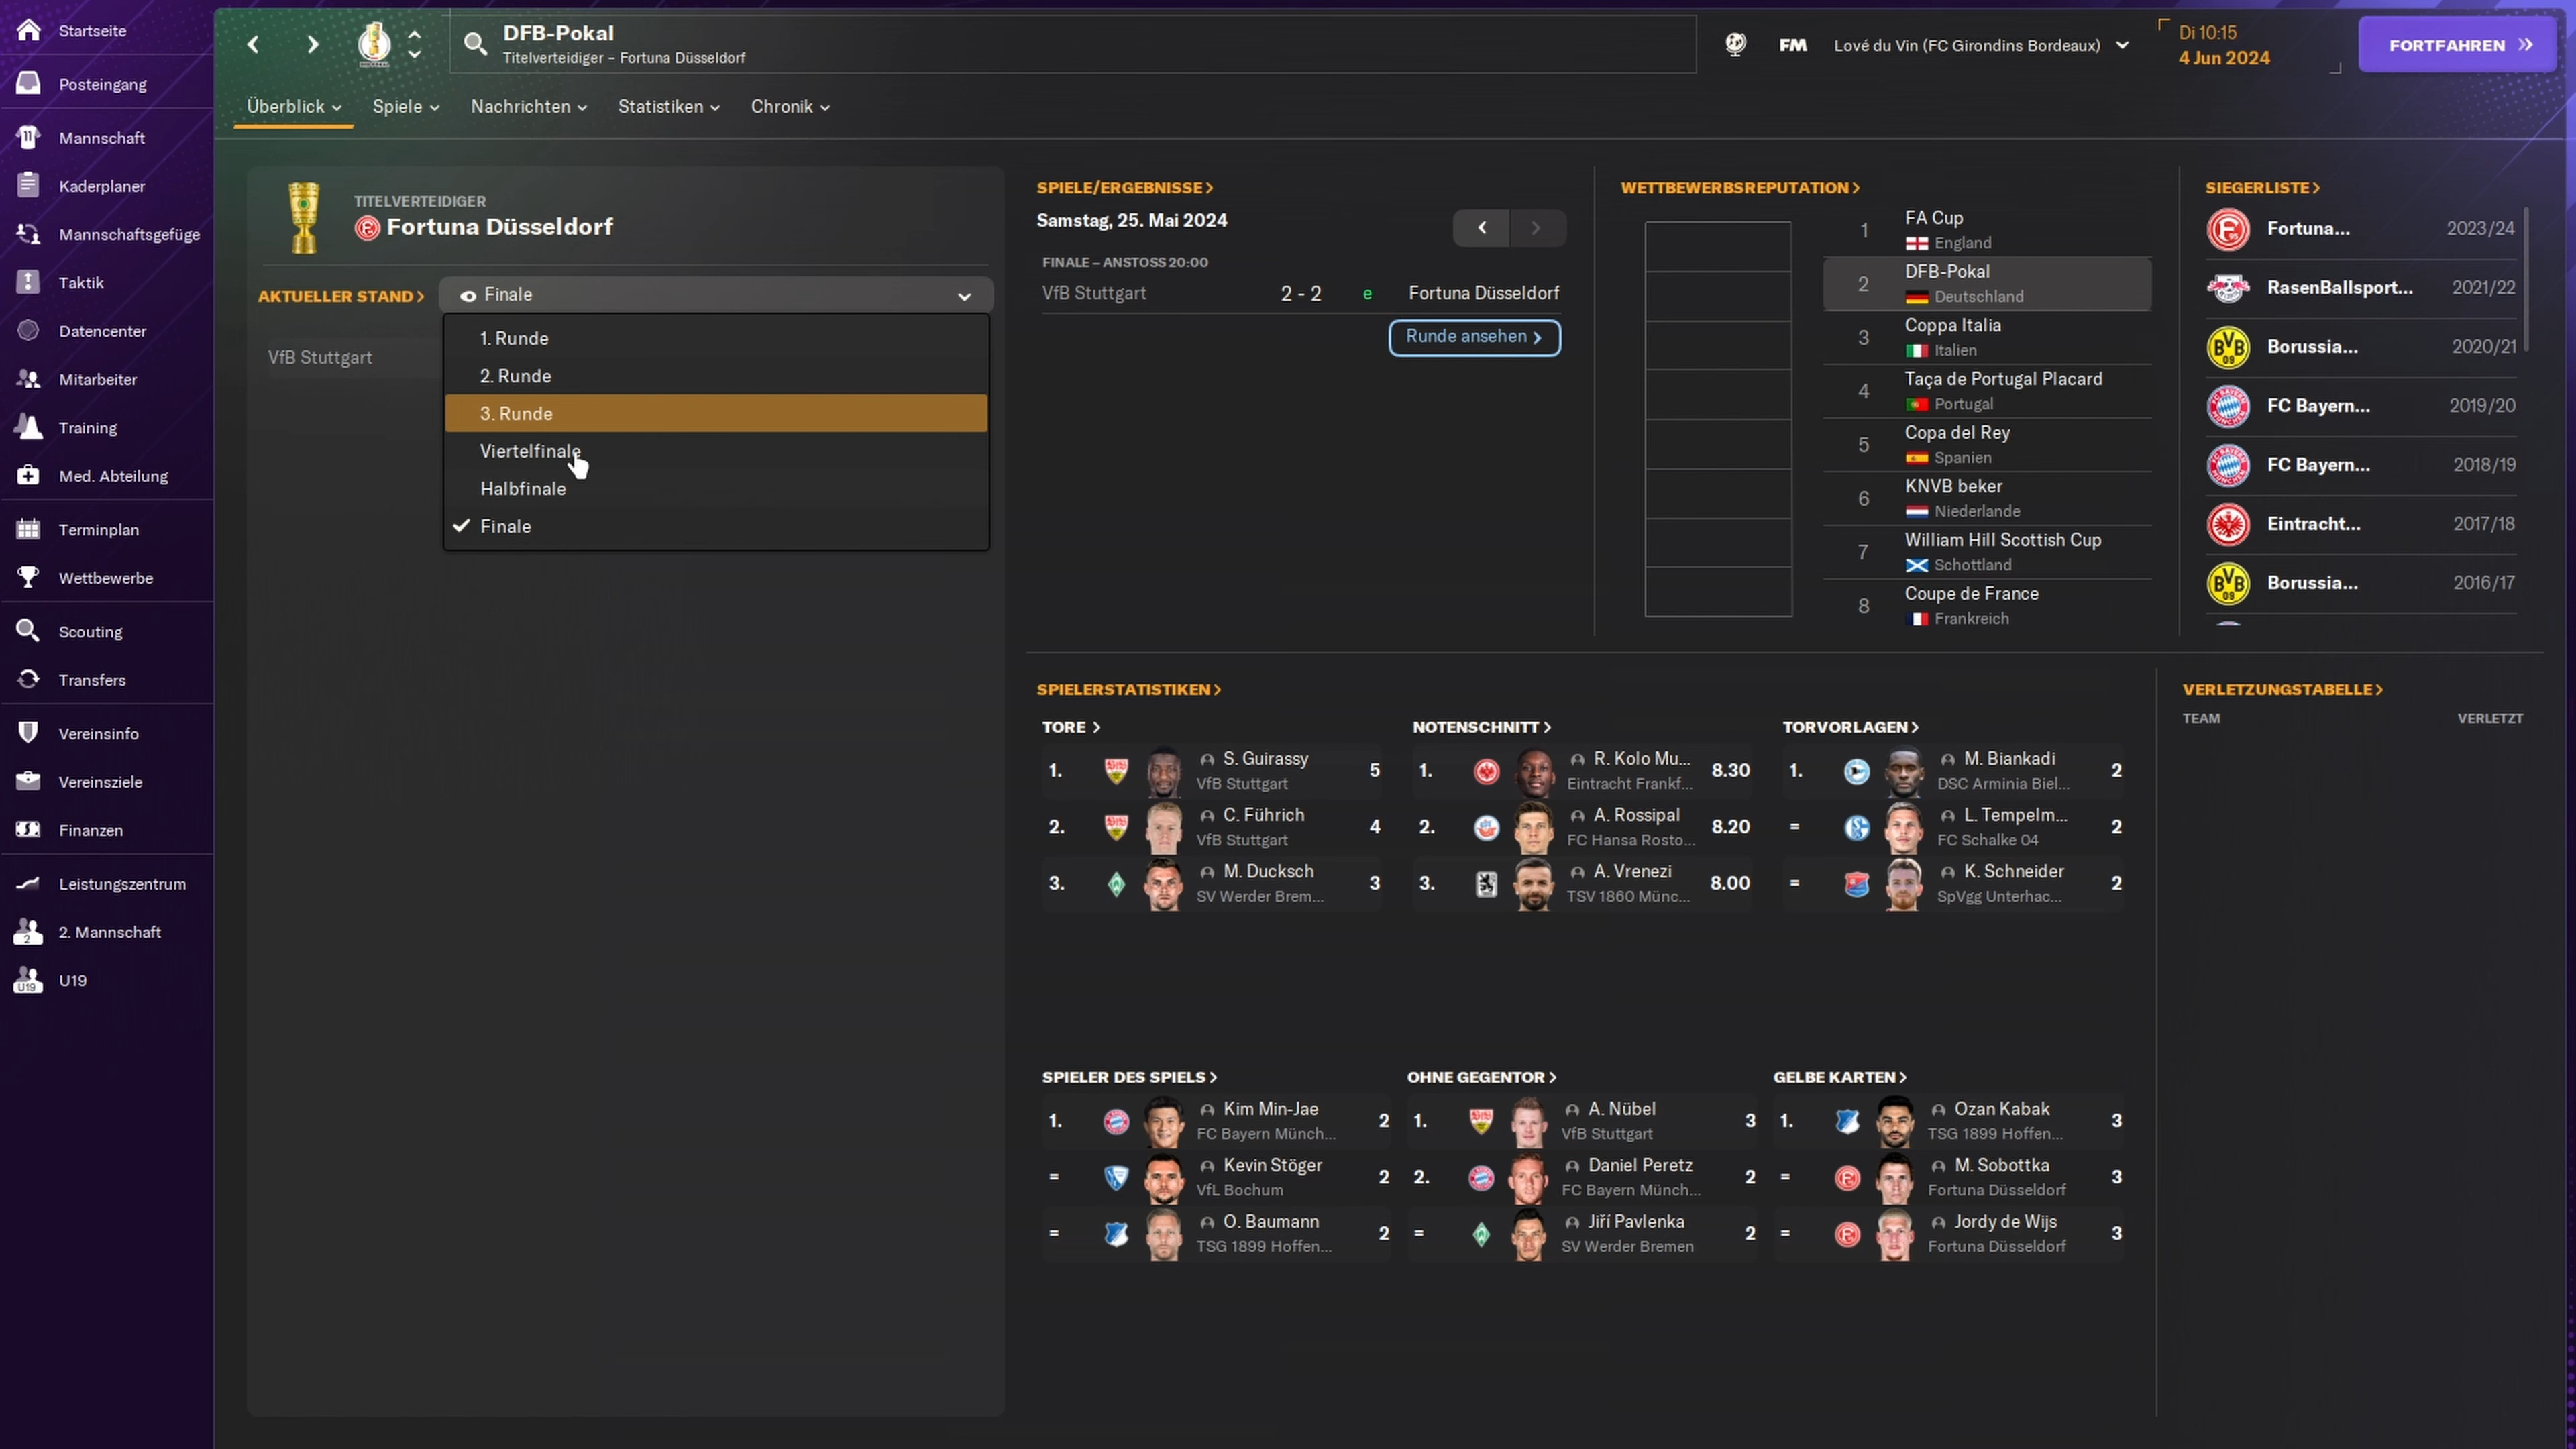 Startseite
Posteingang
Mannschaft
Kaderplaner
Mannschaftsgefüge
Taktik
Datencenter
Mitarbeiter
Training
Med. Abteilung
Terminplan
Wettbewerbe
Scouting
Transfers
Vereinsinfo
Vereinsziele
Finanzen
Leistungszentrum
2. Mannschaft
U19
DFB-Pokal
Titelverteidiger – Fortuna Düsseldorf
FM
Lové du Vin (FC Girondins Bordeaux)
Di 10:15
4 Jun 2024
FORTFAHREN
Überblick Spiele Nachrichten Statistiken Chronik
TITELVERTEIDIGER
Fortuna Düsseldorf
AKTUELLER STAND
Finale
VfB Stuttgart
1. Runde
2. Runde
3. Runde
Viertelfinale
Halbfinale
Finale
SPIELE/ERGEBNISSE
Samstag, 25. Mai 2024
FINALE – ANSTOSS 20:00
VfB Stuttgart 2 - 2 e Fortuna Düsseldorf
Runde ansehen
WETTBEWERBSREPUTATION
1 FA Cup
England
2 DFB-Pokal
Deutschland
3 Coppa Italia
Italien
4 Taça de Portugal Placard
Portugal
5 Copa del Rey
Spanien
6 KNVB beker
Niederlande
7 William Hill Scottish Cup
Schottland
8 Coupe de France
Frankreich
SIEGERLISTE
Fortuna... 2023/24
RasenBallsport... 2021/22
Borussia... 2020/21
FC Bayern... 2019/20
FC Bayern... 2018/19
Eintracht... 2017/18
Borussia... 2016/17
SPIELERSTATISTIKEN
TORE
1. S. Guirassy 5
VfB Stuttgart
2. C. Führich 4
VfB Stuttgart
3. M. Ducksch 3
SV Werder Brem...
NOTENSCHNITT
1. R. Kolo Mu... 8.30
Eintracht Frankf...
2. A. Rossipal 8.20
FC Hansa Rosto...
3. A. Vrenezi 8.00
TSV 1860 Münc...
TORVORLAGEN
1. M. Biankadi 2
DSC Arminia Biel...
= L. Tempelm... 2
FC Schalke 04
= K. Schneider 2
SpVgg Unterhac...
SPIELER DES SPIELS
1. Kim Min-Jae 2
FC Bayern Münch...
= Kevin Stöger 2
VfL Bochum
= O. Baumann 2
TSG 1899 Hoffen...
OHNE GEGENTOR
1. A. Nübel 3
VfB Stuttgart
2. Daniel Peretz 2
FC Bayern Münch...
= Jiří Pavlenka 2
SV Werder Bremen
GELBE KARTEN
1. Ozan Kabak 3
TSG 1899 Hoffen...
= M. Sobottka 3
Fortuna Düsseldorf
= Jordy de Wijs 3
Fortuna Düsseldorf
VERLETZUNGSTABELLE
TEAM VERLETZT